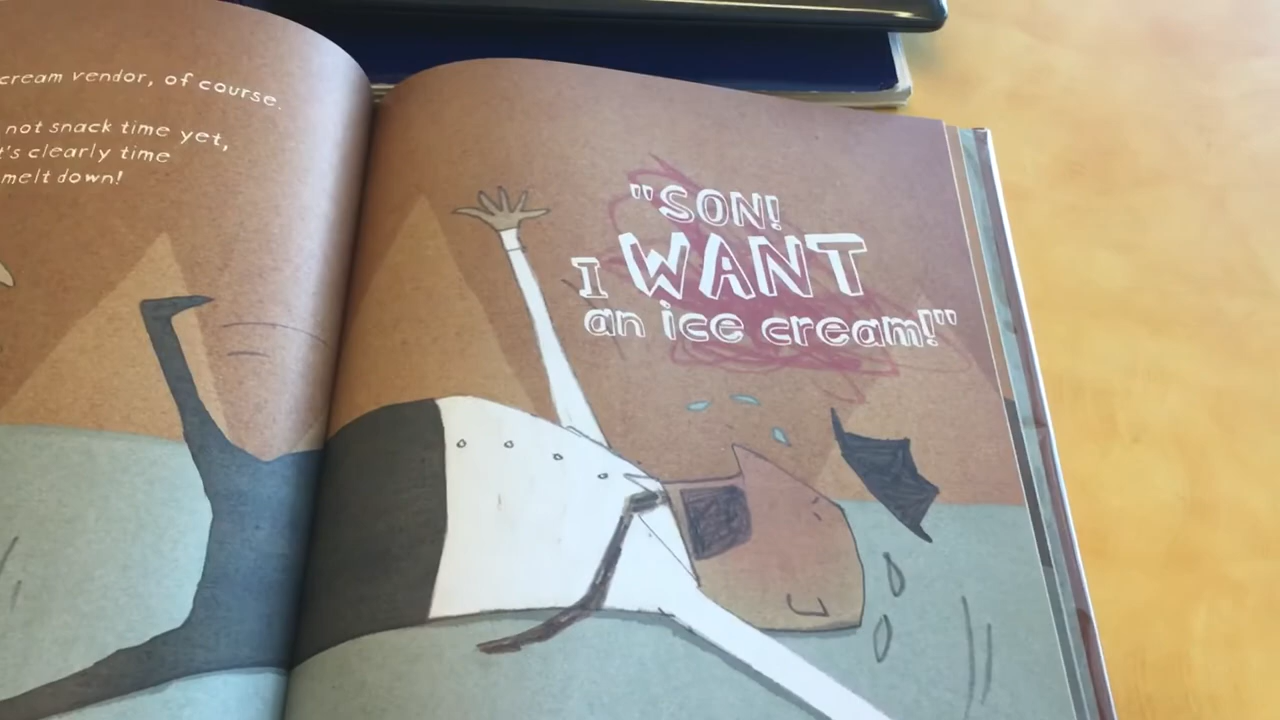 cream vendor, of course.
not snack time yet,
t's clearly time
melt down!
"SON!
I WANT
an ice cream!"